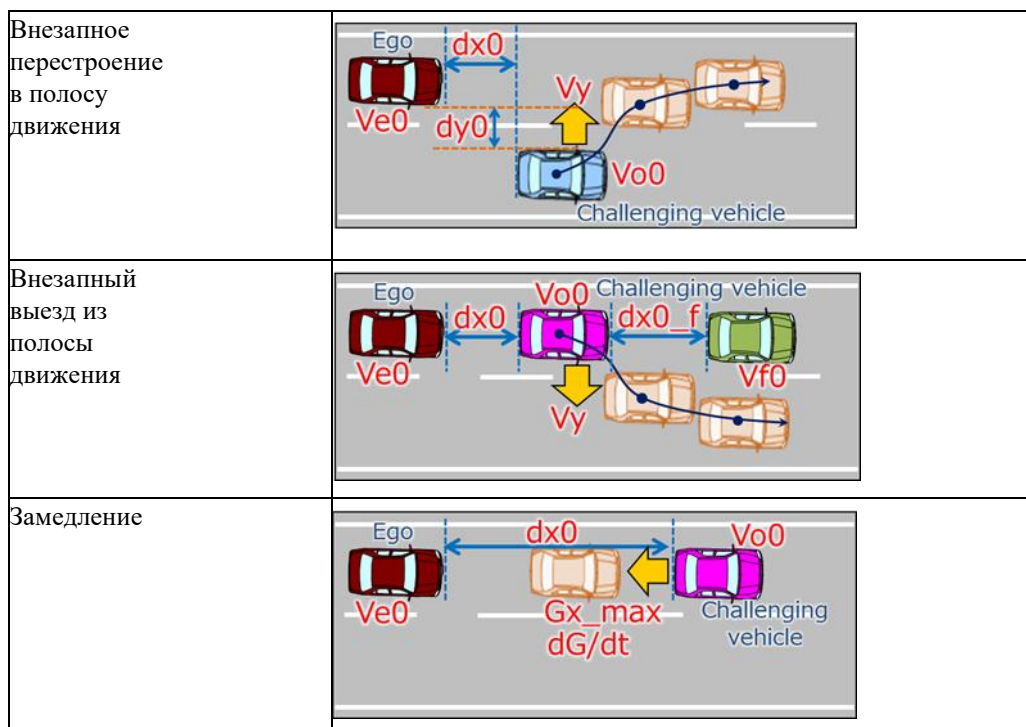 Внезапное
перестроение
в полосу
движения
Ego
dx0
Ve0
dy0
Vy
Vo0
Challenging vehicle
Внезапный
выезд из
полосы
движения
Ego
dx0
Vo0
Challenging vehicle
dx0_f
Ve0
Vy
Vf0
Замедление
Ego
dx0
Vo0
Ve0
Gx_max
dG/dt
Challenging
vehicle